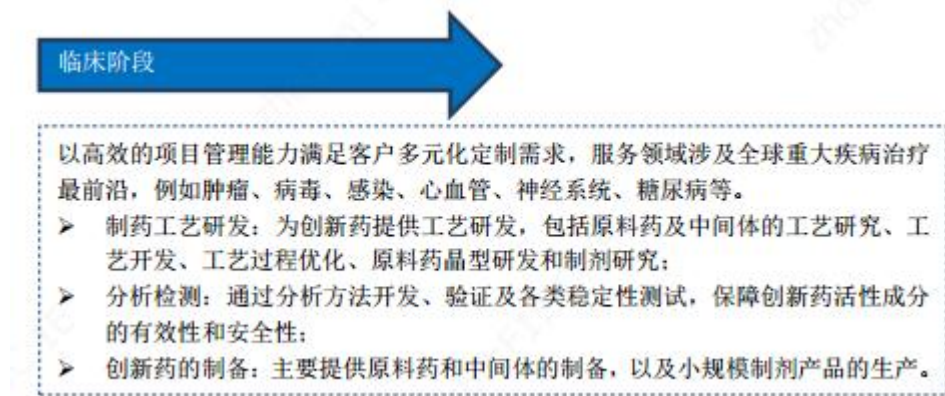 临床阶段
以高效的项目管理能力满足客户多元化定制需求，服务领域涉及全球重大疾病治疗
最前沿，例如肿瘤、病毒、感染、心血管、神经系统、糖尿病等。
➢ 制药工艺研发：为创新药提供工艺研发，包括原料药及中间体的工艺研究、工
艺开发、工艺过程优化、原料药晶型研发和制剂研究；
➢ 分析检测：通过分析方法开发、验证及各类稳定性测试，保障创新药活性成分
的有效性和安全性；
➢ 创新药的制备：主要提供原料药和中间体的制备，以及小规模制剂产品的生产。